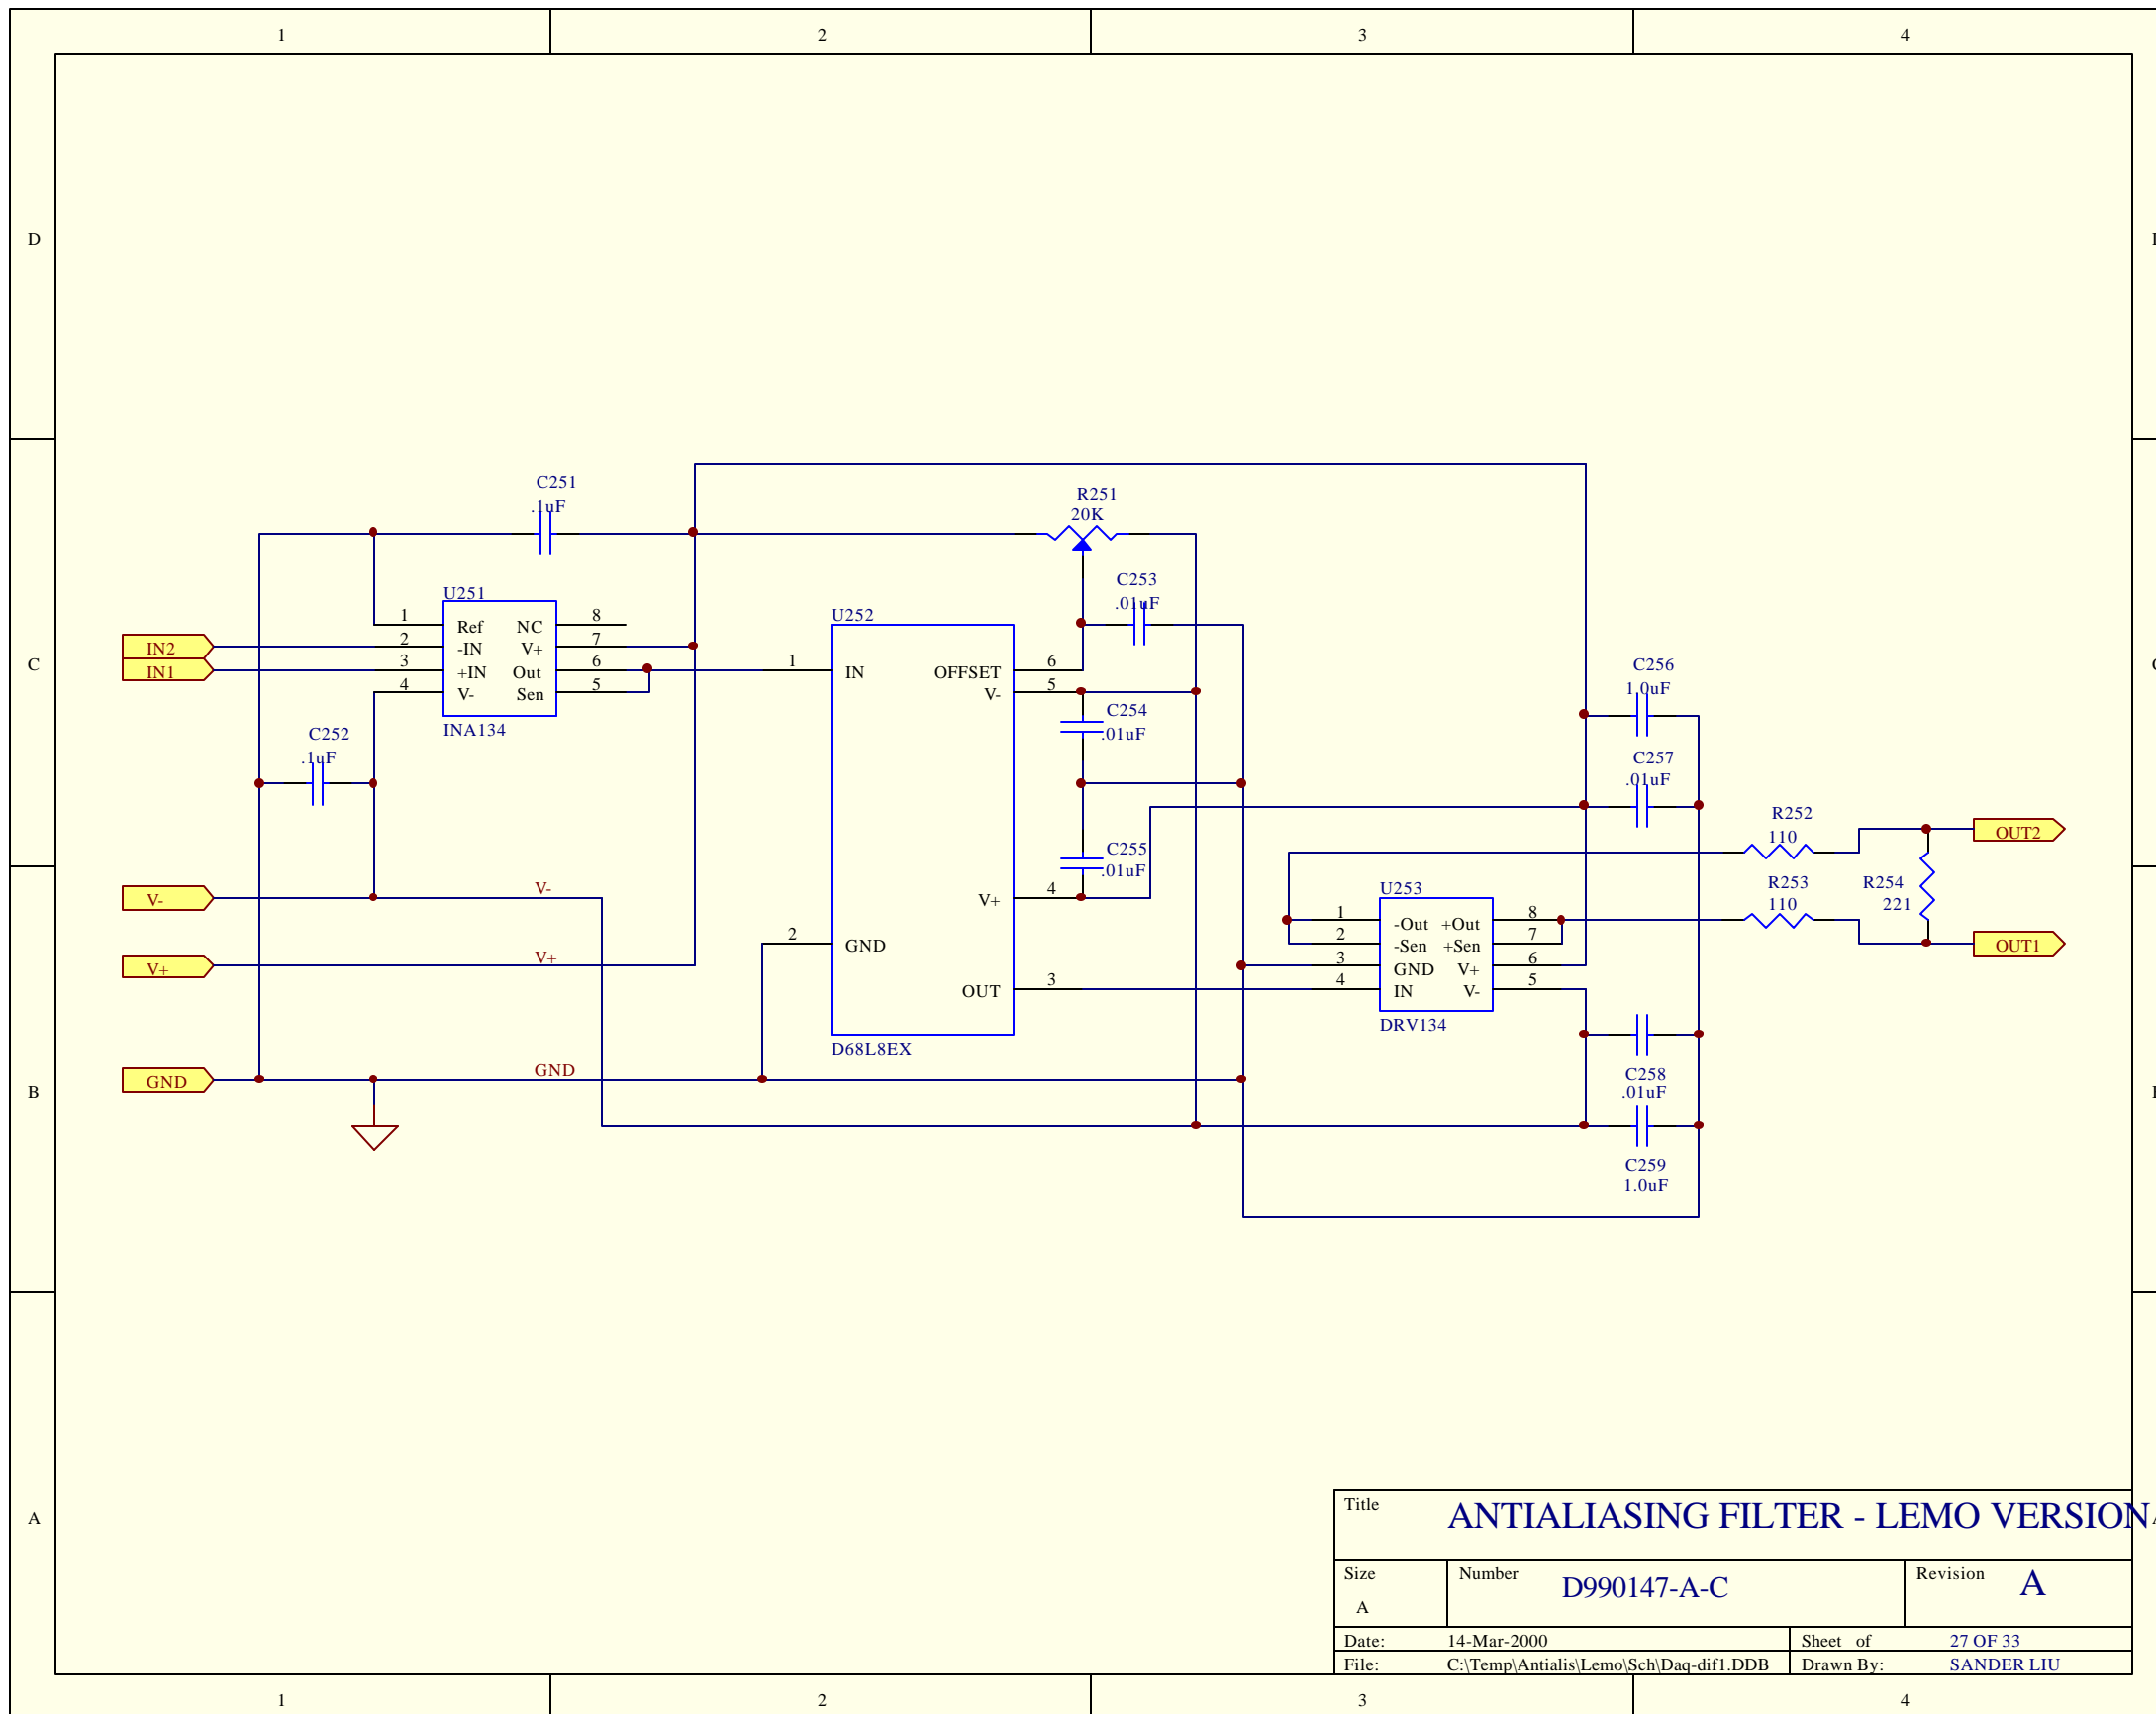 1 2 3 4
D
C251
.1uF
R251
20K
C253
.01uF
U251
1 Ref NC 8
2 -IN V+ 7
3 +IN Out 6
4 V- Sen 5
INA134
IN2
IN1
C
C252
.1uF
U252
1 IN OFFSET 6
V- 5
C254
.01uF
C255
.01uF
V+ 4
2 GND
OUT 3
D68L8EX
C256
1.0uF
C257
.01uF
R252
110
OUT2
R253
110
R254
221
OUT1
V- V-
V+ V+
GND GND
U253
1 -Out +Out 8
2 -Sen +Sen 7
3 GND V+ 6
4 IN V- 5
DRV134
B
C258
.01uF
C259
1.0uF
A
Title ANTIALIASING FILTER - LEMO VERSION
Size Number Revision
A D990147-A-C A
Date: 14-Mar-2000 Sheet of 27 OF 33
File: C:\Temp\Antialis\Lemo\Sch\Daq-dif1.DDB Drawn By: SANDER LIU
1 2 3 4